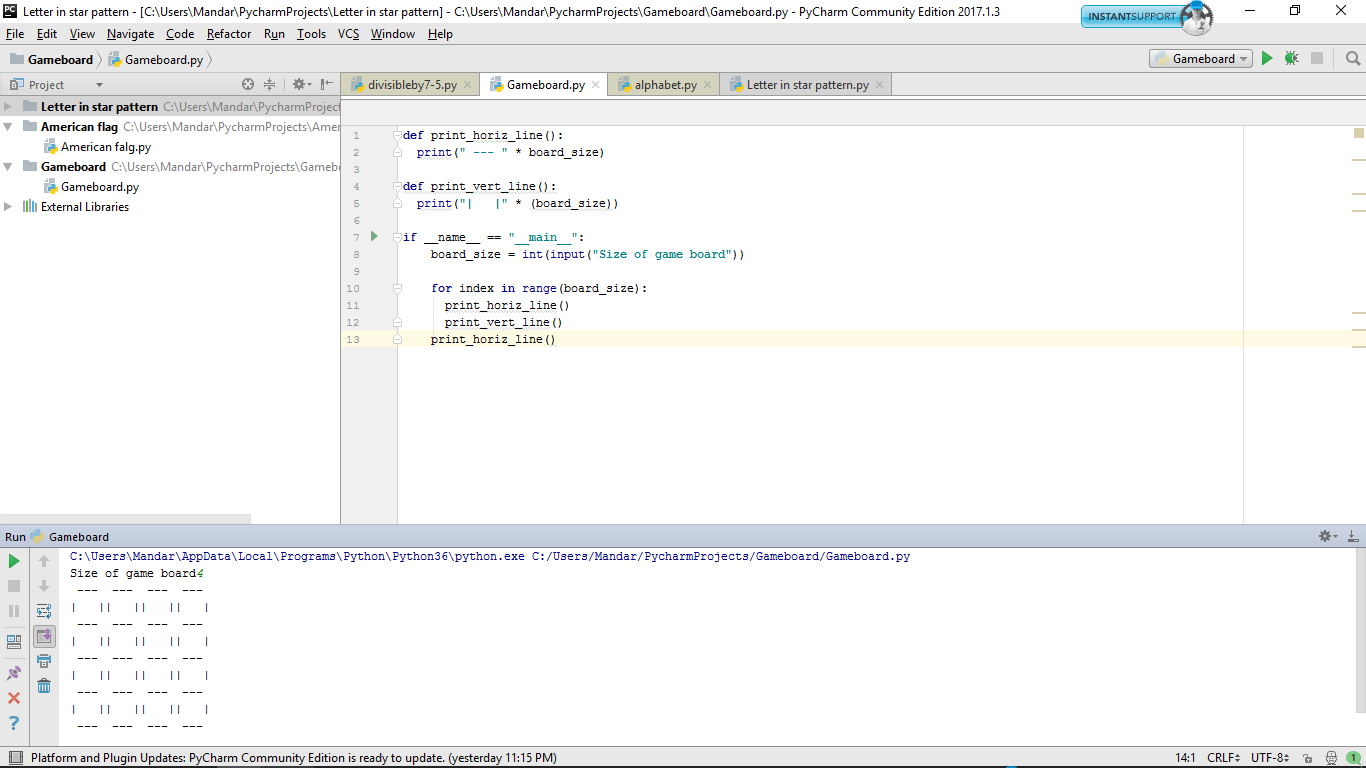 Letter in star pattern - [C:\Users\Mandar\PycharmProjects\Letter in star pattern] - C:\Users\Mandar\PycharmProjects\Gameboard\Gameboard.py - PyCharm Community Edition 2017.1.3
INSTANTSUPPORT
File Edit View Navigate Code Refactor Run Tools VCS Window Help
Gameboard Gameboard.py Gameboard
Project divisibleby7-5.py Gameboard.py alphabet.py Letter in star pattern.py
Letter in star pattern C:\Users\Mandar\PycharmProject
American flag C:\Users\Mandar\PycharmProjects\Amer
American falg.py
Gameboard C:\Users\Mandar\PycharmProjects\Gameb
Gameboard.py
External Libraries
1 def print_horiz_line():
2 print(" --- " * board_size)
3
4 def print_vert_line():
5 print("|   |" * (board_size))
6
7 if __name__ == "__main__":
8 board_size = int(input("Size of game board"))
9
10 for index in range(board_size):
11 print_horiz_line()
12 print_vert_line()
13 print_horiz_line()
Run Gameboard
C:\Users\Mandar\AppData\Local\Programs\Python\Python36\python.exe C:/Users/Mandar/PycharmProjects/Gameboard/Gameboard.py
Size of game board4
 ---  ---  ---  --- 
|   ||   ||   ||   |
 ---  ---  ---  --- 
|   ||   ||   ||   |
 ---  ---  ---  --- 
|   ||   ||   ||   |
 ---  ---  ---  --- 
|   ||   ||   ||   |
 ---  ---  ---  --- 
Platform and Plugin Updates: PyCharm Community Edition is ready to update. (yesterday 11:15 PM) 14:1 CRLF UTF-8 1